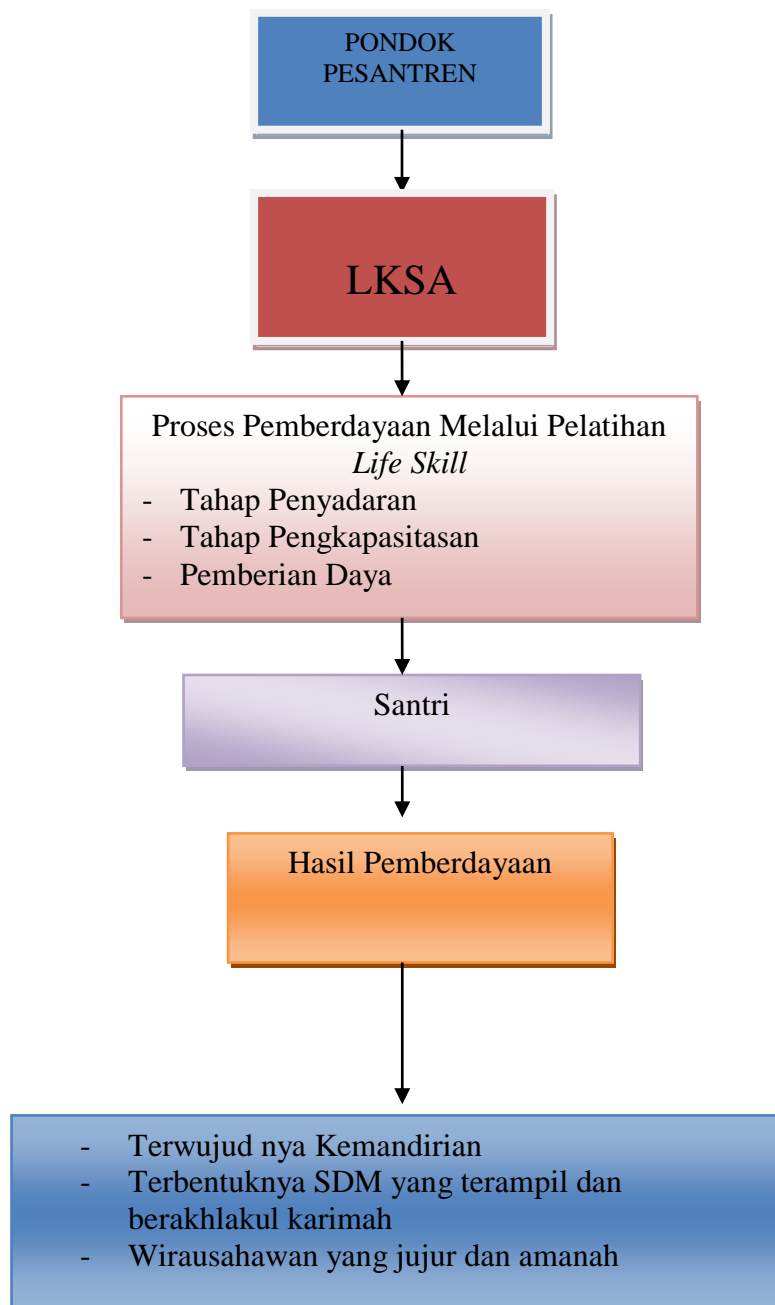 PONDOK
PESANTREN
LKSA
Proses Pemberdayaan Melalui Pelatihan
Life Skill
- Tahap Penyadaran
- Tahap Pengkapasitasan
- Pemberian Daya
Santri
Hasil Pemberdayaan
- Terwujud nya Kemandirian
- Terbentuknya SDM yang terampil dan
berakhlakul karimah
- Wirausahawan yang jujur dan amanah